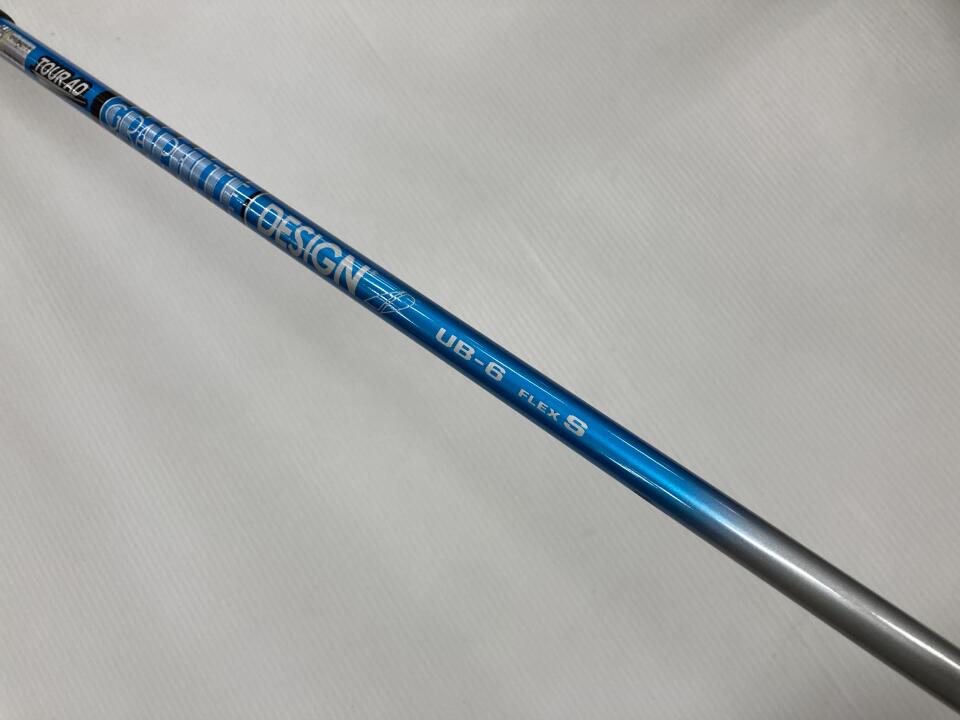 TOUR AD
GRAPHITE DESIGN
UB-6 FLEX S